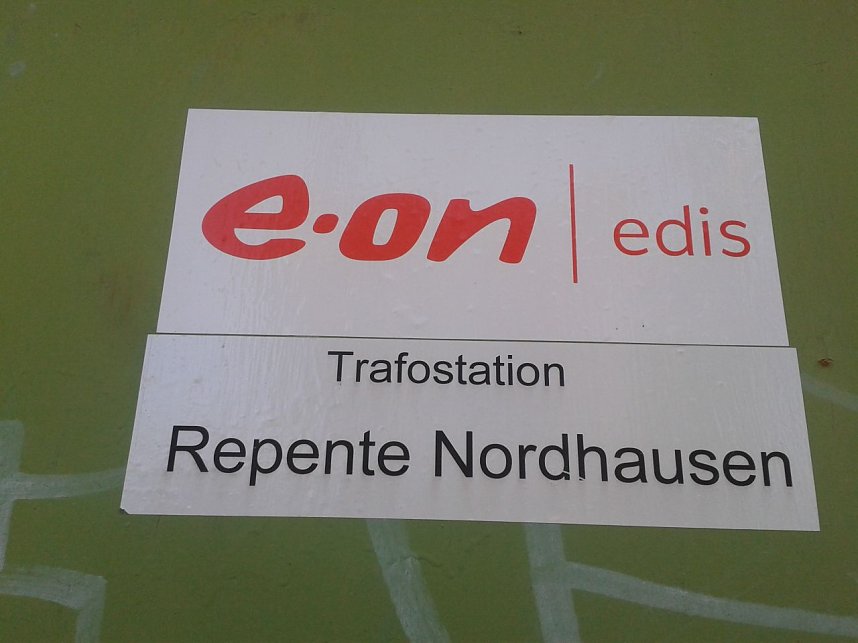 e·on | edis
Trafostation
Repente Nordhausen